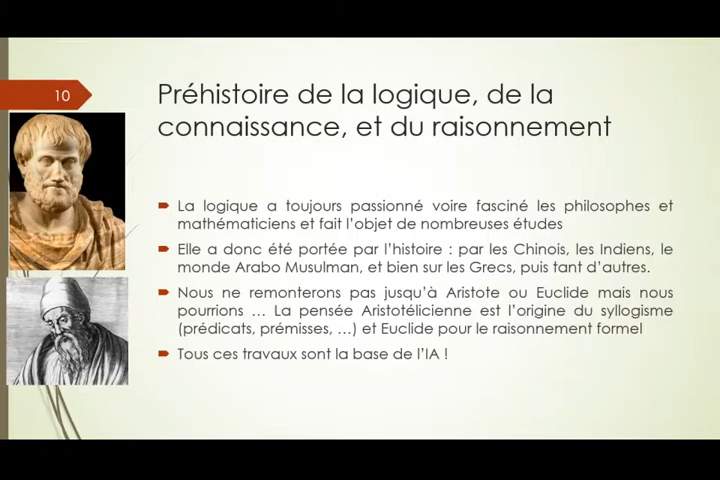 10
Préhistoire de la logique, de la
connaissance, et du raisonnement
La logique a toujours passionné voire fasciné les philosophes et
mathématiciens et fait l'objet de nombreuses études
Elle a donc été portée par l'histoire : par les Chinois, les Indiens, le
monde Arabo Musulman, et bien sur les Grecs, puis tant d'autres.
Nous ne remonterons pas jusqu'à Aristote ou Euclide mais nous
pourrions … La pensée Aristotélicienne est l'origine du syllogisme
(prédicats, prémisses, …) et Euclide pour le raisonnement formel
Tous ces travaux sont la base de l'IA !